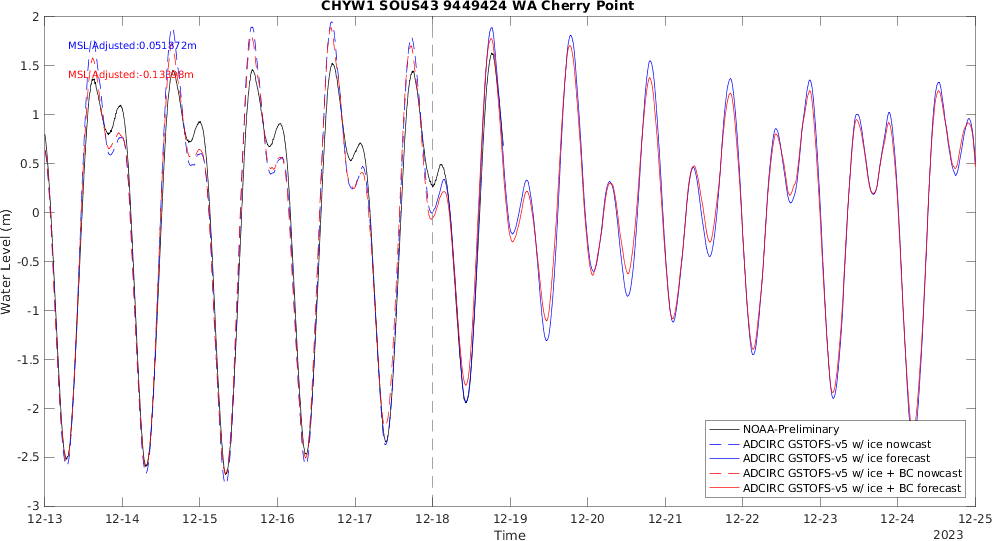 CHYW1 SOUS43 9449424 WA Cherry Point
2
1.5
1
0.5
0
-0.5
-1
-1.5
-2
-2.5
-3
Water Level (m)
MSL Adjusted:0.051872m
MSL Adjusted:-0.13398m
NOAA-Preliminary
ADCIRC GSTOFS-v5 w/ ice nowcast
ADCIRC GSTOFS-v5 w/ ice forecast
ADCIRC GSTOFS-v5 w/ ice + BC nowcast
ADCIRC GSTOFS-v5 w/ ice + BC forecast
12-13 12-14 12-15 12-16 12-17 12-18 12-19 12-20 12-21 12-22 12-23 12-24 12-25
Time
2023